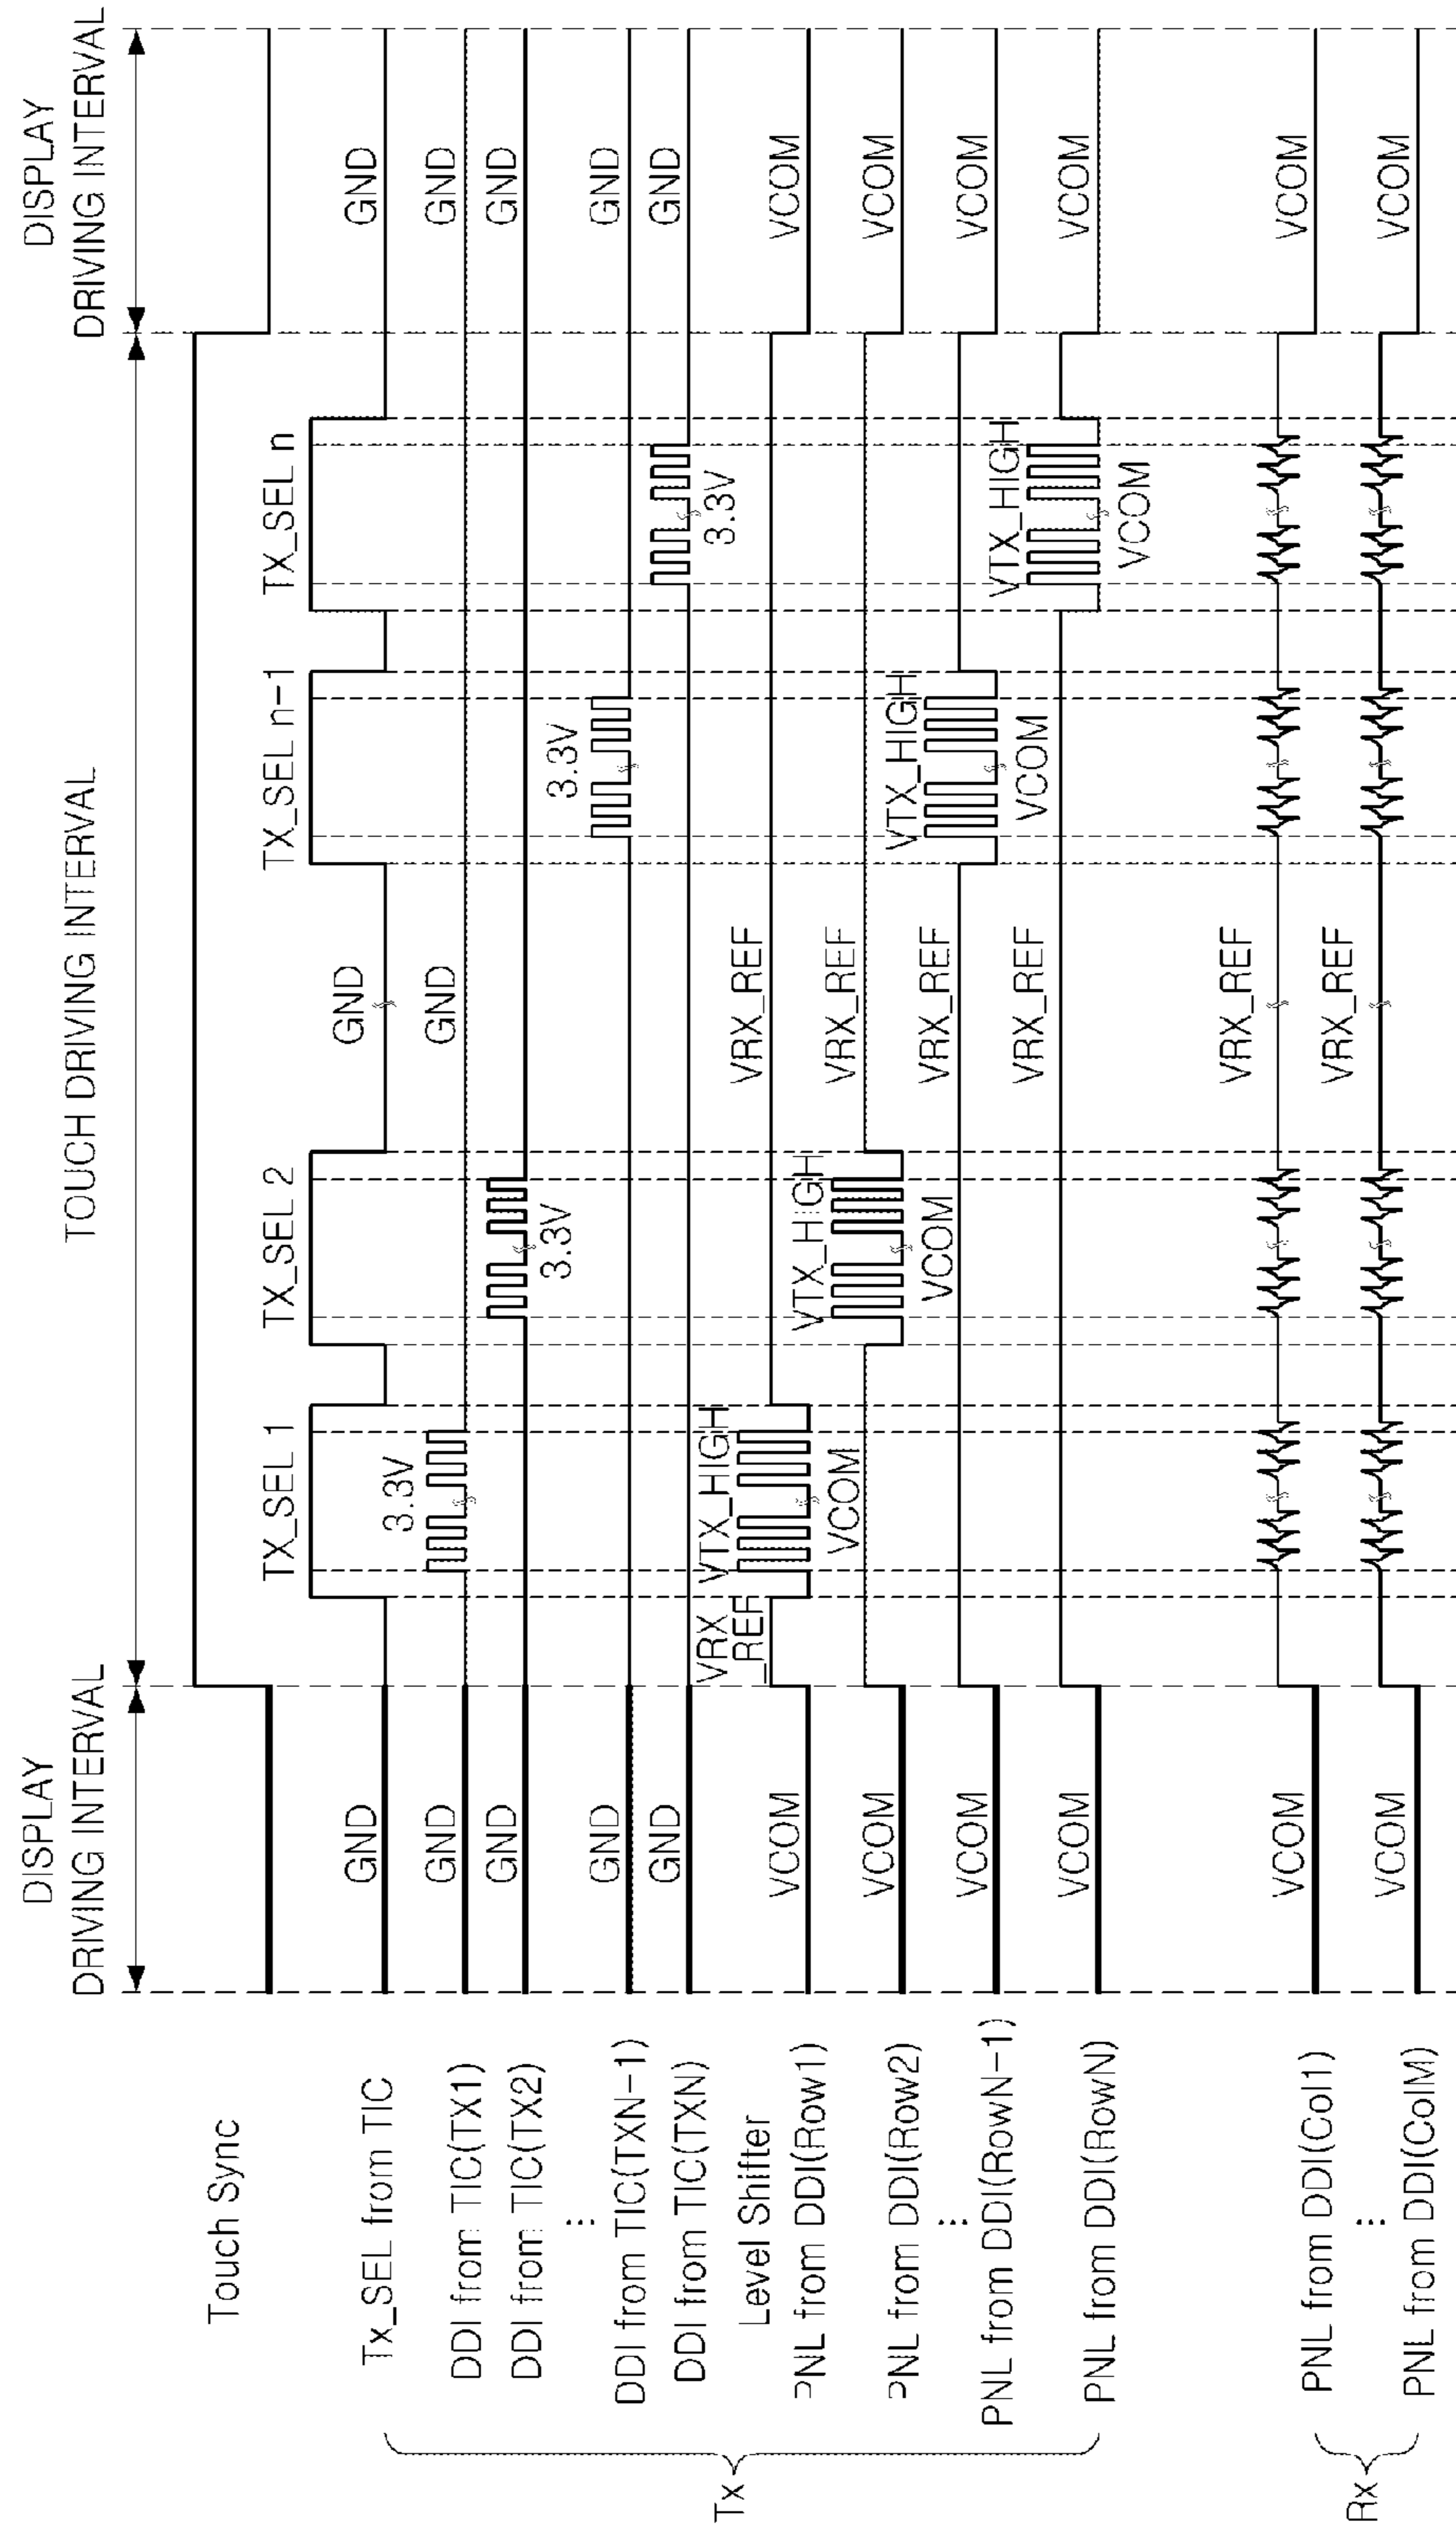 DISPLAY
DRIVING INTERVAL
TOUCH DRIVING INTERVAL
DISPLAY
DRIVING INTERVAL
Touch Sync
TX_SEL 1
TX_SEL 2
TX_SEL n-1
TX_SEL n
Tx_SEL from TIC
GND
GND
GND
DDI from TIC(TX1)
GND
3.3V
GND
GND
DDI from TIC(TX2)
GND
3.3V
GND
⋮
DDI from TIC(TXN-1)
GND
3.3V
GND
DDI from TIC(TXN)
GND
3.3V
GND
Level Shifter
PNL from DDI(Row1)
VCOM
VRX
_REF
VTX_HIGH
VCOM
VRX_REF
VCOM
PNL from DDI(Row2)
VCOM
VTX_HIGH
VCOM
VRX_REF
VCOM
⋮
PNL from DDI(RowN-1)
VCOM
VRX_REF
VTX_HIGH
VCOM
VCOM
PNL from DDI(RowN)
VCOM
VRX_REF
VTX_HIGH
VCOM
VCOM
Tx
PNL from DDI(Col1)
VCOM
VRX_REF
VCOM
⋮
PNL from DDI(ColM)
VCOM
VRX_REF
VCOM
Rx